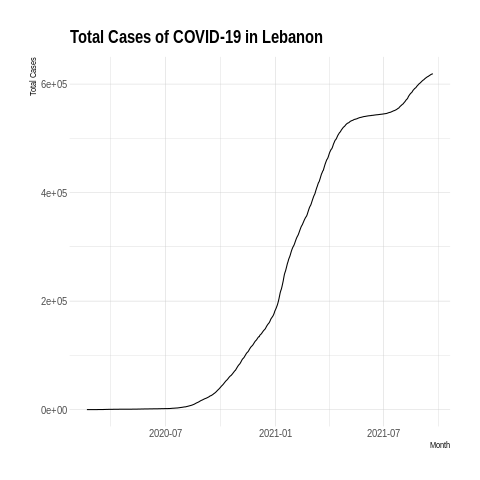 Total Cases of COVID-19 in Lebanon
Total Cases
6e+05
4e+05
2e+05
0e+00
2020-07
2021-01
2021-07
Month